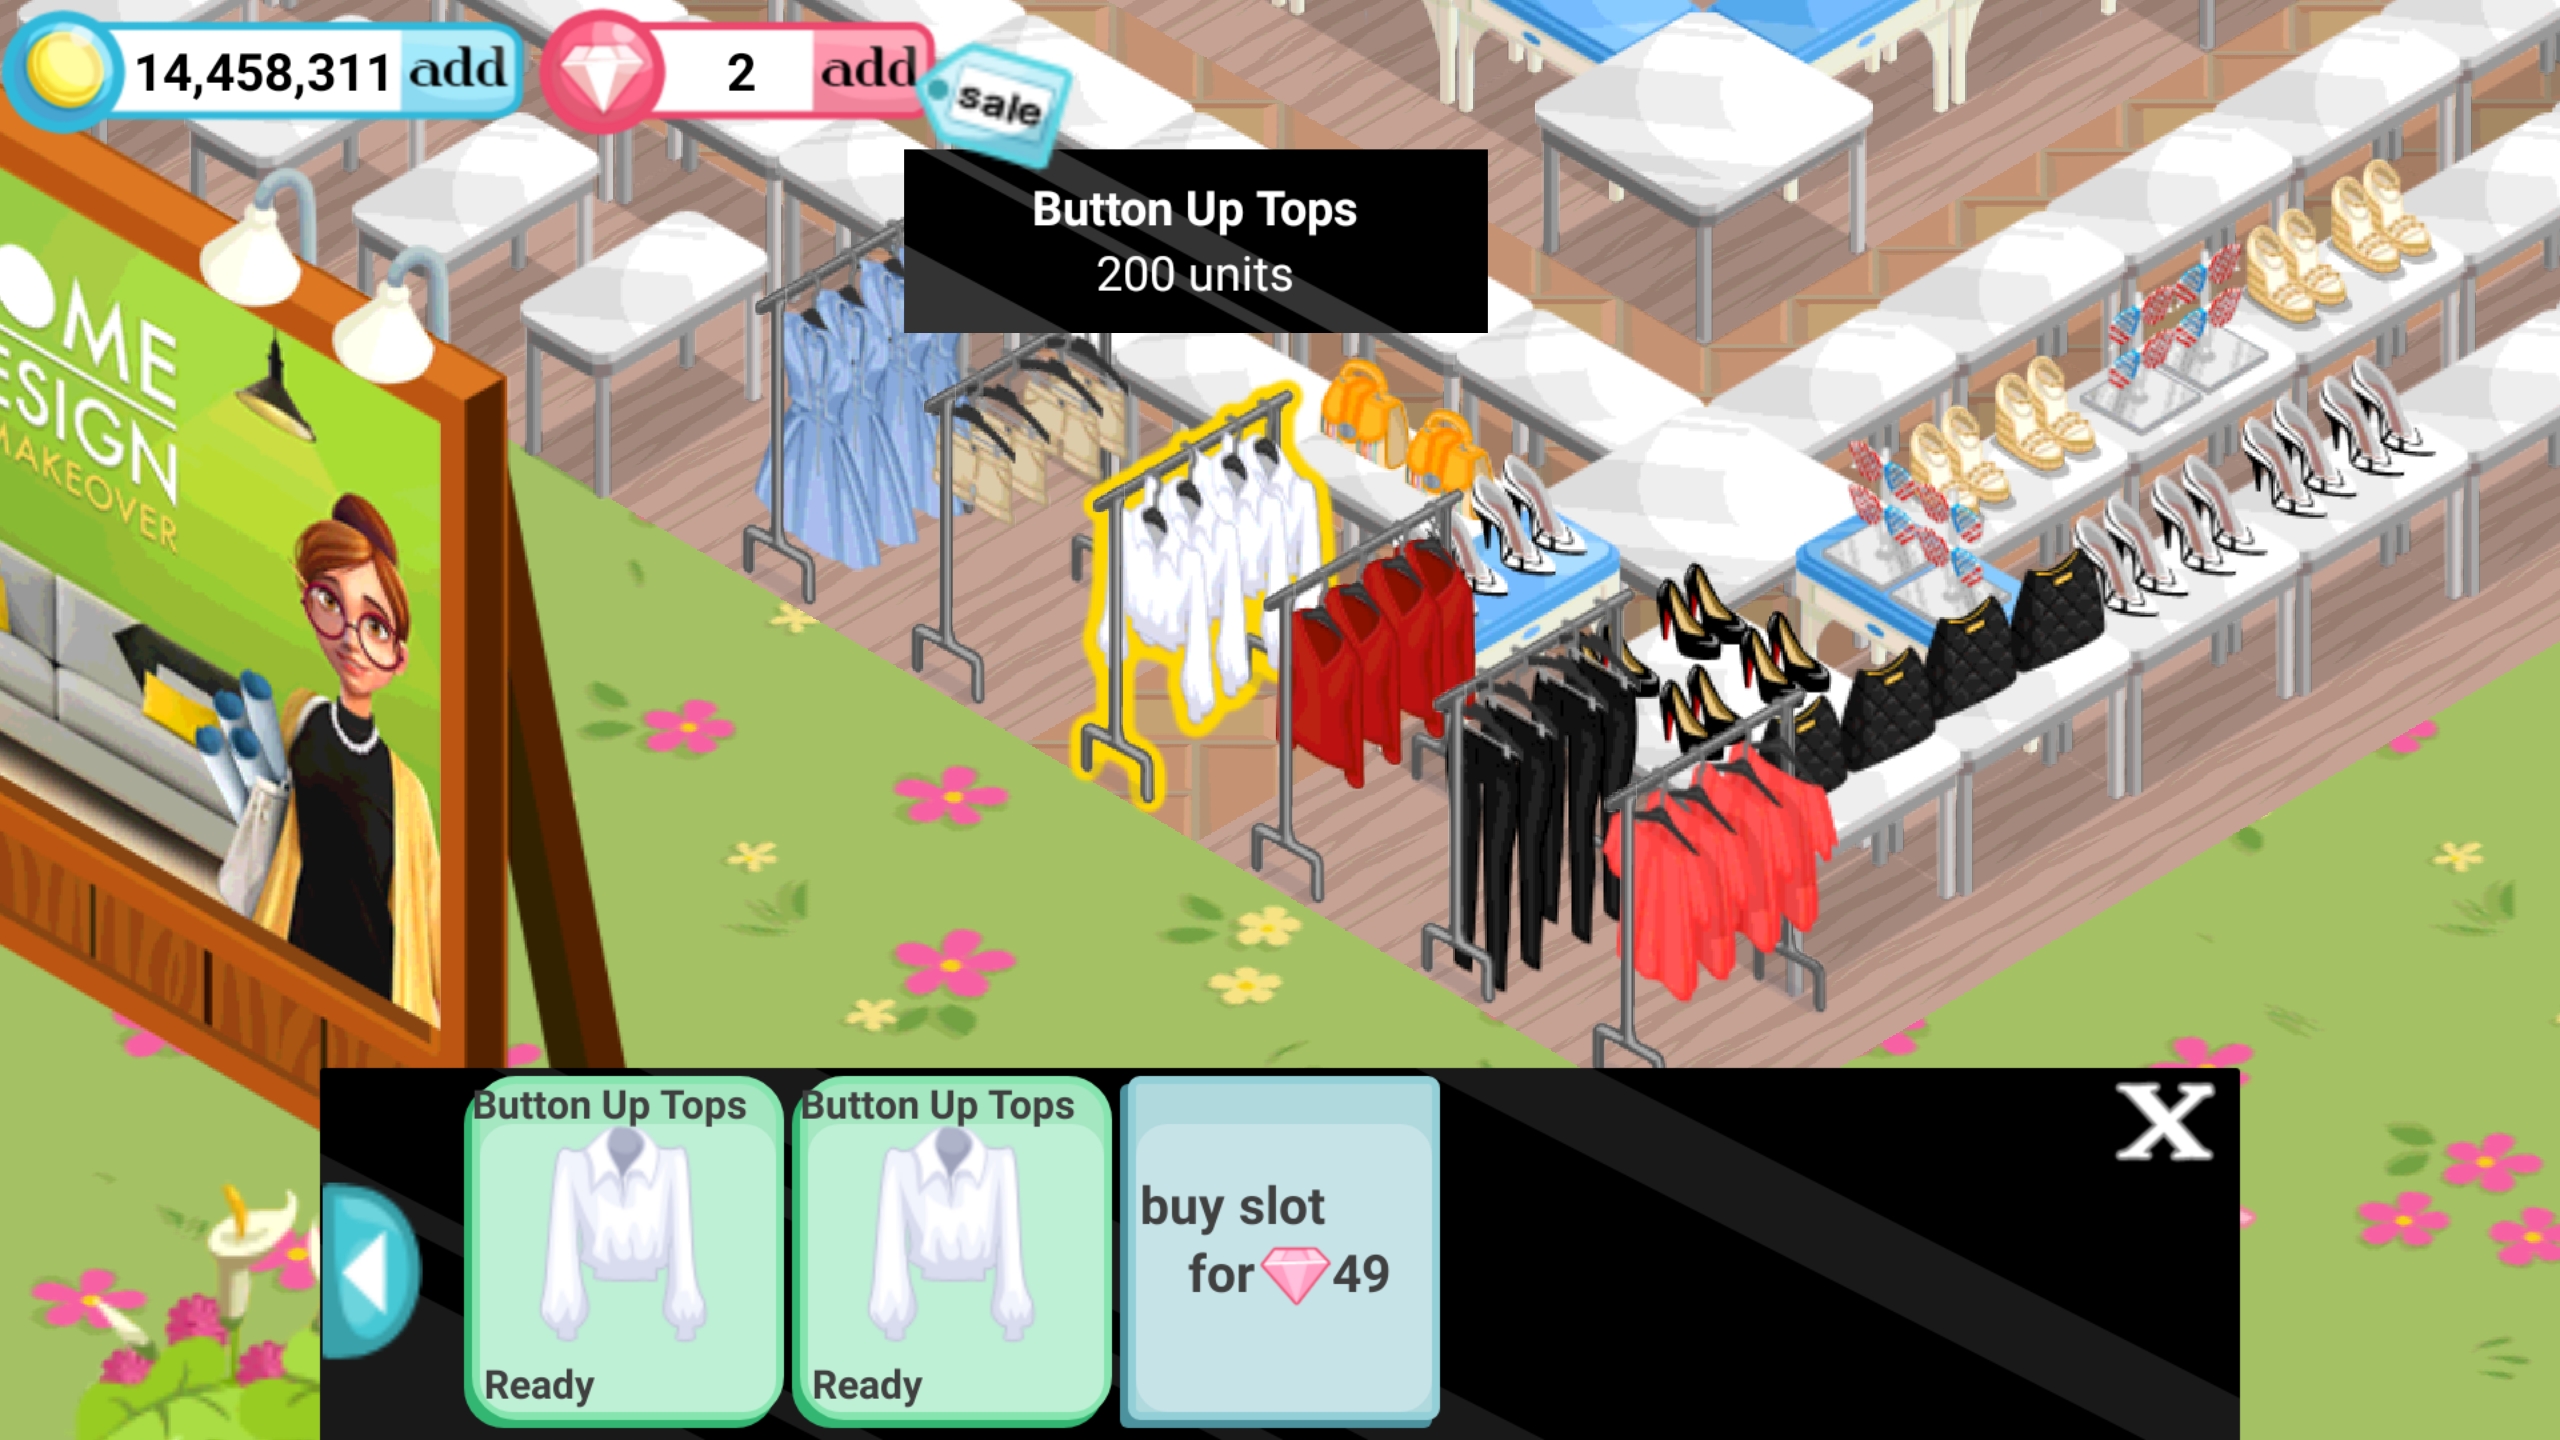 14,458,311 add
2 add
sale
Button Up Tops
200 units
OME
ESIGN
MAKEOVER
Button Up Tops
Ready
Button Up Tops
Ready
buy slot
for 49
X